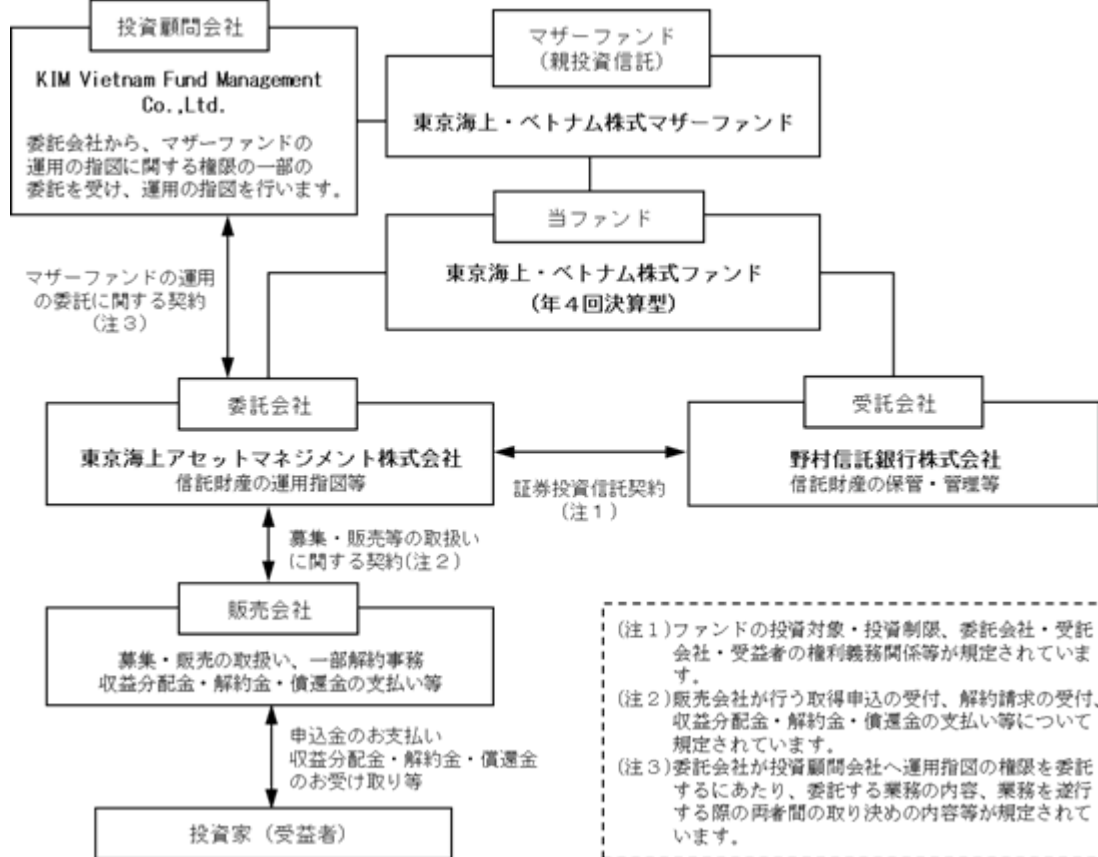 投資顧問会社
KIM Vietnam Fund Management
Co.,Ltd.
委託会社から、マザーファンドの
運用の指図に関する権限の一部の
委託を受け、運用の指図を行います。
マザーファンド
(親投資信託)
東京海上・ベトナム株式マザーファンド
当ファンド
東京海上・ベトナム株式ファンド
(年4回決算型)
マザーファンドの運用
の委託に関する契約
(注3)
委託会社
東京海上アセットマネジメント株式会社
信託財産の運用指図等
証券投資信託契約
(注1)
受託会社
野村信託銀行株式会社
信託財産の保管・管理等
募集・販売等の取扱い
に関する契約(注2)
販売会社
募集・販売の取扱い、一部解約事務
収益分配金・解約金・償還金の支払い等
申込金のお支払い
収益分配金・解約金・償還金
のお受け取り等
投資家(受益者)
(注1)ファンドの投資対象・投資制限、委託会社・受託
会社・受益者の権利義務関係等が規定されていま
す。
(注2)販売会社が行う取得申込の受付、解約請求の受付、
収益分配金・解約金・償還金の支払い等について
規定されています。
(注3)委託会社が投資顧問会社へ運用指図の権限を委託
するにあたり、委託する業務の内容、業務を遂行
する際の両者間の取り決めの内容等が規定されて
います。